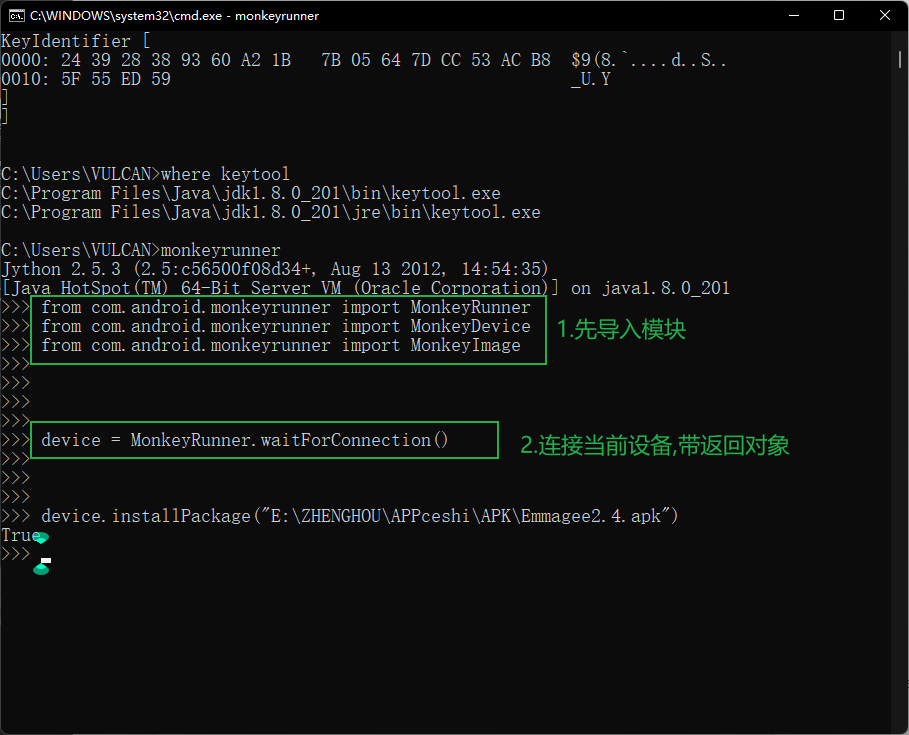 C:\WINDOWS\system32\cmd.exe - monkeyrunner
KeyIdentifier [
0000: 24 39 28 38 93 60 A2 1B   7B 05 64 7D CC 53 AC B8  $9(8.`....d..S..
0010: 5F 55 ED 59                                        _U.Y
]
]
C:\Users\VULCAN>where keytool
C:\Program Files\Java\jdk1.8.0_201\bin\keytool.exe
C:\Program Files\Java\jdk1.8.0_201\jre\bin\keytool.exe
C:\Users\VULCAN>monkeyrunner
Jython 2.5.3 (2.5:c56500f08d34+, Aug 13 2012, 14:54:35)
[Java HotSpot(TM) 64-Bit Server VM (Oracle Corporation)] on java1.8.0_201
>>> from com.android.monkeyrunner import MonkeyRunner
>>> from com.android.monkeyrunner import MonkeyDevice 1.先导入模块
>>> from com.android.monkeyrunner import MonkeyImage
>>>
>>>
>>>
>>>
>>> device = MonkeyRunner.waitForConnection() 2.连接当前设备,带返回对象
>>>
>>>
>>>
>>> device.installPackage("E:\ZHENGHOU\APPceshi\APK\Emmagee2.4.apk")
True
>>>